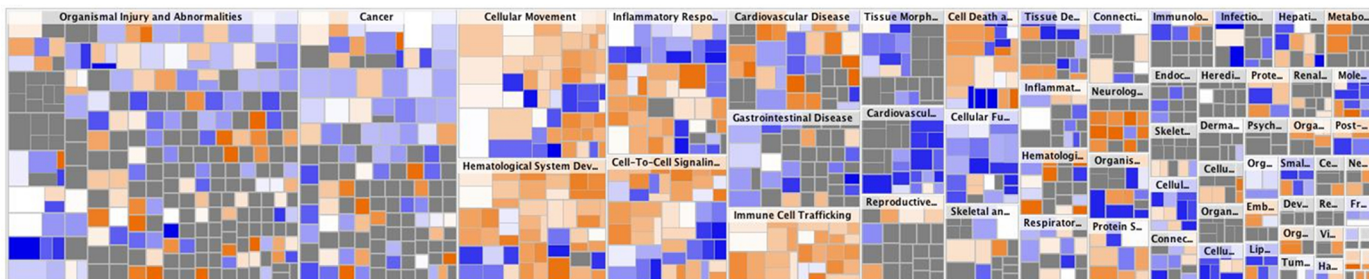 Organismal Injury and Abnormalities
Cancer
Cellular Movement
Inflammatory Respo...
Cardiovascular Disease
Tissue Morph...
Cell Death a...
Tissue De...
Connecti...
Immunolo...
Infectio...
Hepati...
Metabo...
Endoc...
Heredi...
Prote...
Renal...
Mole...
Inflammat...
Neurolog...
Gastrointestinal Disease
Cardiovascul...
Cellular Fu...
Skelet...
Derma...
Psych...
Orga...
Post-...
Hematological System Dev...
Cell-To-Cell Signalin...
Hematologi...
Organis...
Cellu...
Org...
Smal...
Ce...
Ne...
Cellul...
Immune Cell Trafficking
Reproductive...
Skeletal an...
Respirator...
Protein S...
Organ...
Emb...
Dev...
Re...
Fr...
Connec...
Cellu...
Lip...
Org...
Vi...
Tum...
Ha...